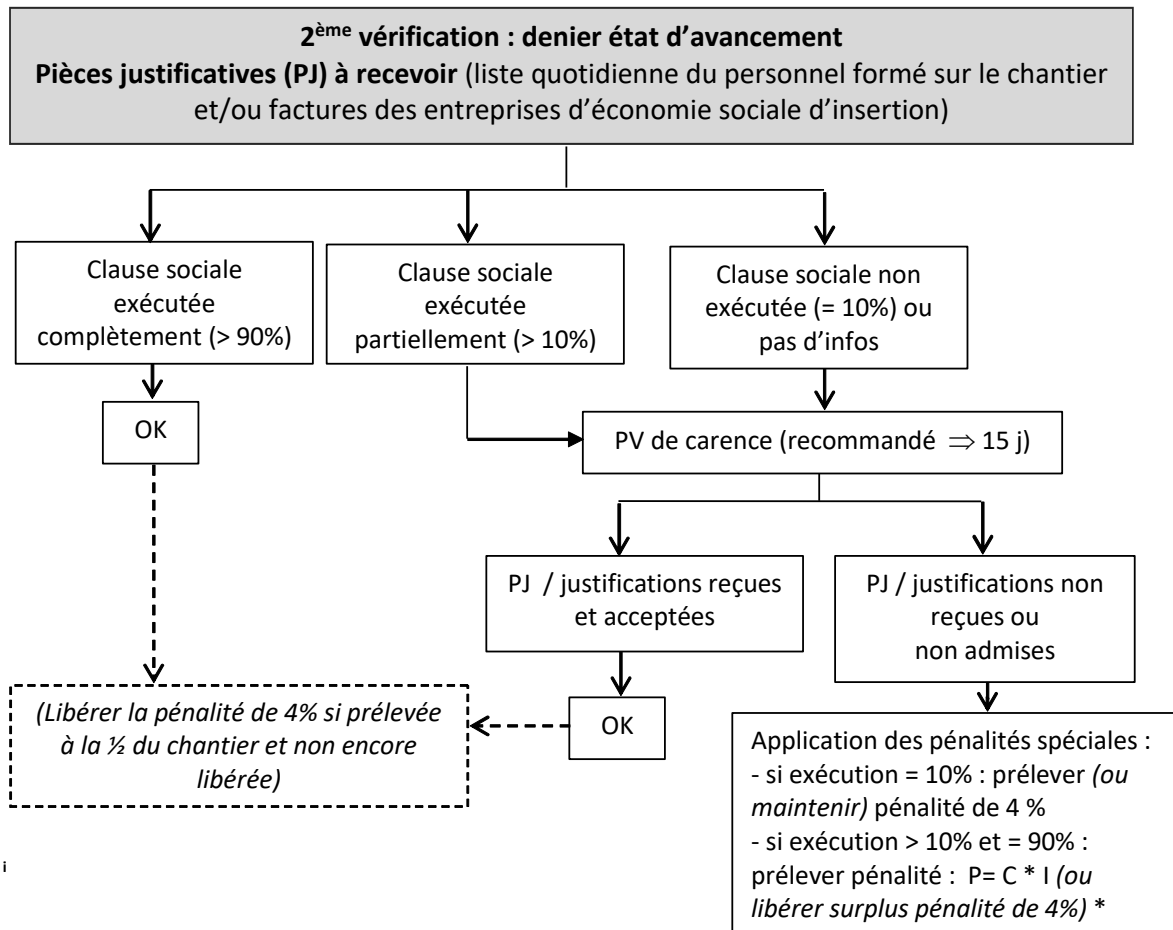 2ème vérification : denier état d’avancement
Pièces justificatives (PJ) à recevoir (liste quotidienne du personnel formé sur le chantier
et/ou factures des entreprises d’économie sociale d’insertion)
Clause sociale
exécutée
complètement (> 90%)
Clause sociale
exécutée
partiellement (> 10%)
Clause sociale non
exécutée (= 10%) ou
pas d’infos
OK
PV de carence (recommandé ⇒ 15 j)
PJ / justifications reçues
et acceptées
PJ / justifications non
reçues ou
non admises
(Libérer la pénalité de 4% si prélevée
à la ½ du chantier et non encore
libérée)
OK
Application des pénalités spéciales :
- si exécution = 10% : prélever (ou
maintenir) pénalité de 4 %
- si exécution > 10% et = 90% :
prélever pénalité : P= C * I (ou
libérer surplus pénalité de 4%) *
i